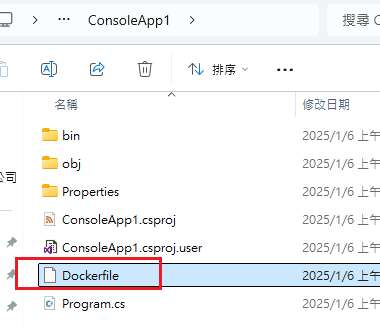 ConsoleApp1
搜尋 C
排序
名稱
修改日期
bin
2025/1/6 上午
obj
2025/1/6 上午
Properties
2025/1/6 上午
公司
ConsoleApp1.csproj
2025/1/6 上午
ConsoleApp1.csproj.user
2025/1/6 上午
Dockerfile
2025/1/6 上午
Program.cs
2025/1/6 上午